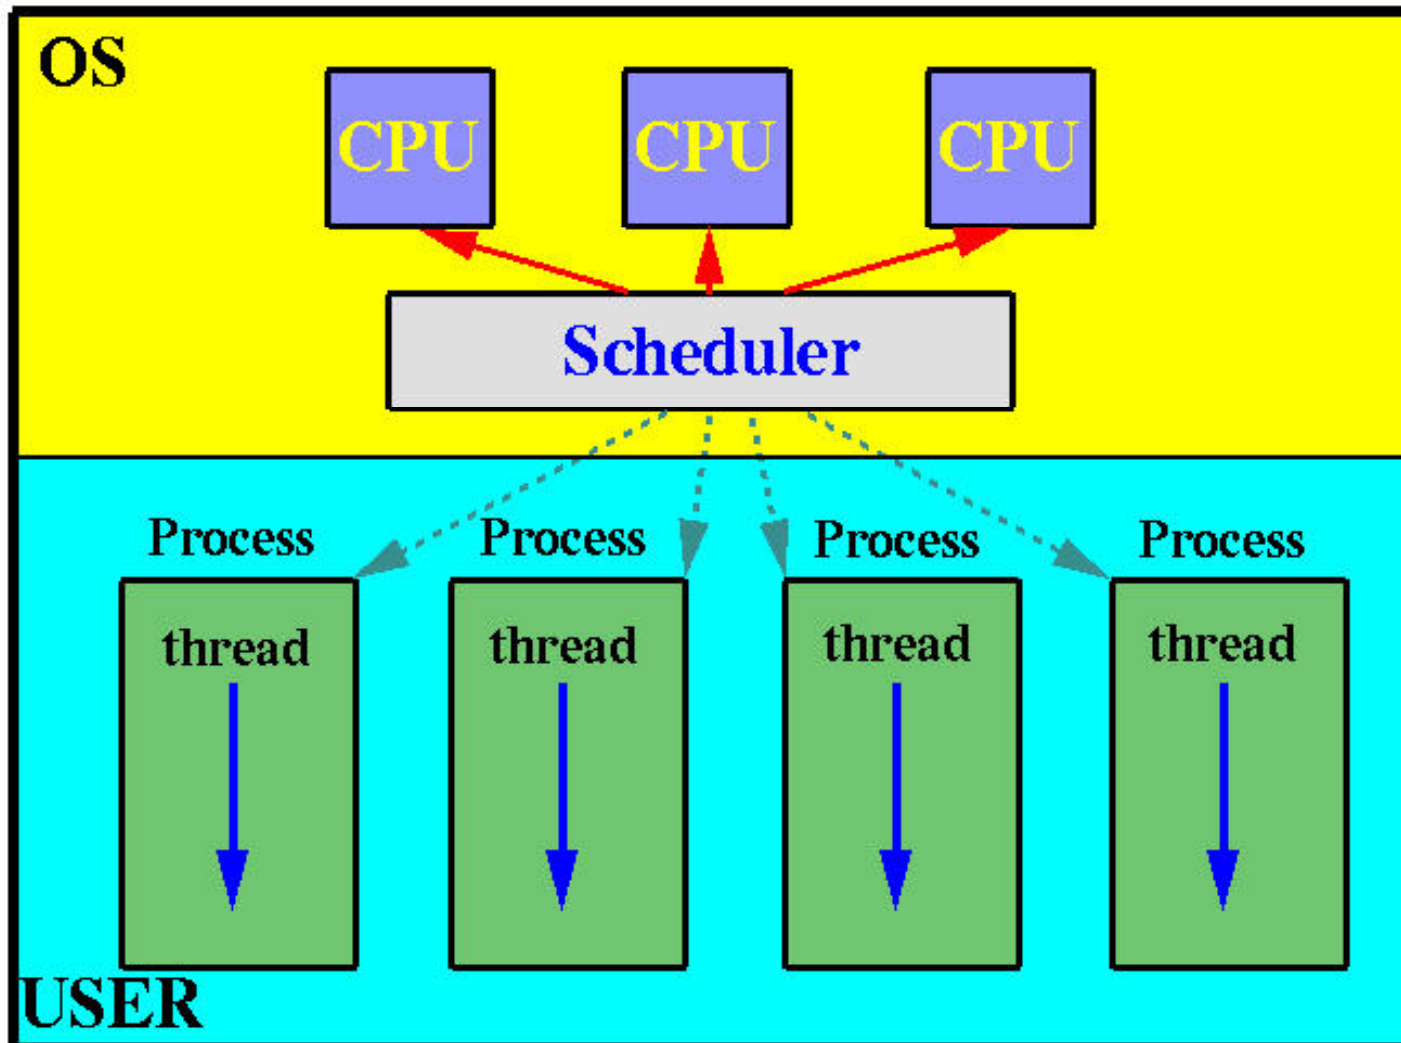 OS
CPU CPU CPU
Scheduler
Process Process Process Process
thread thread thread thread
USER